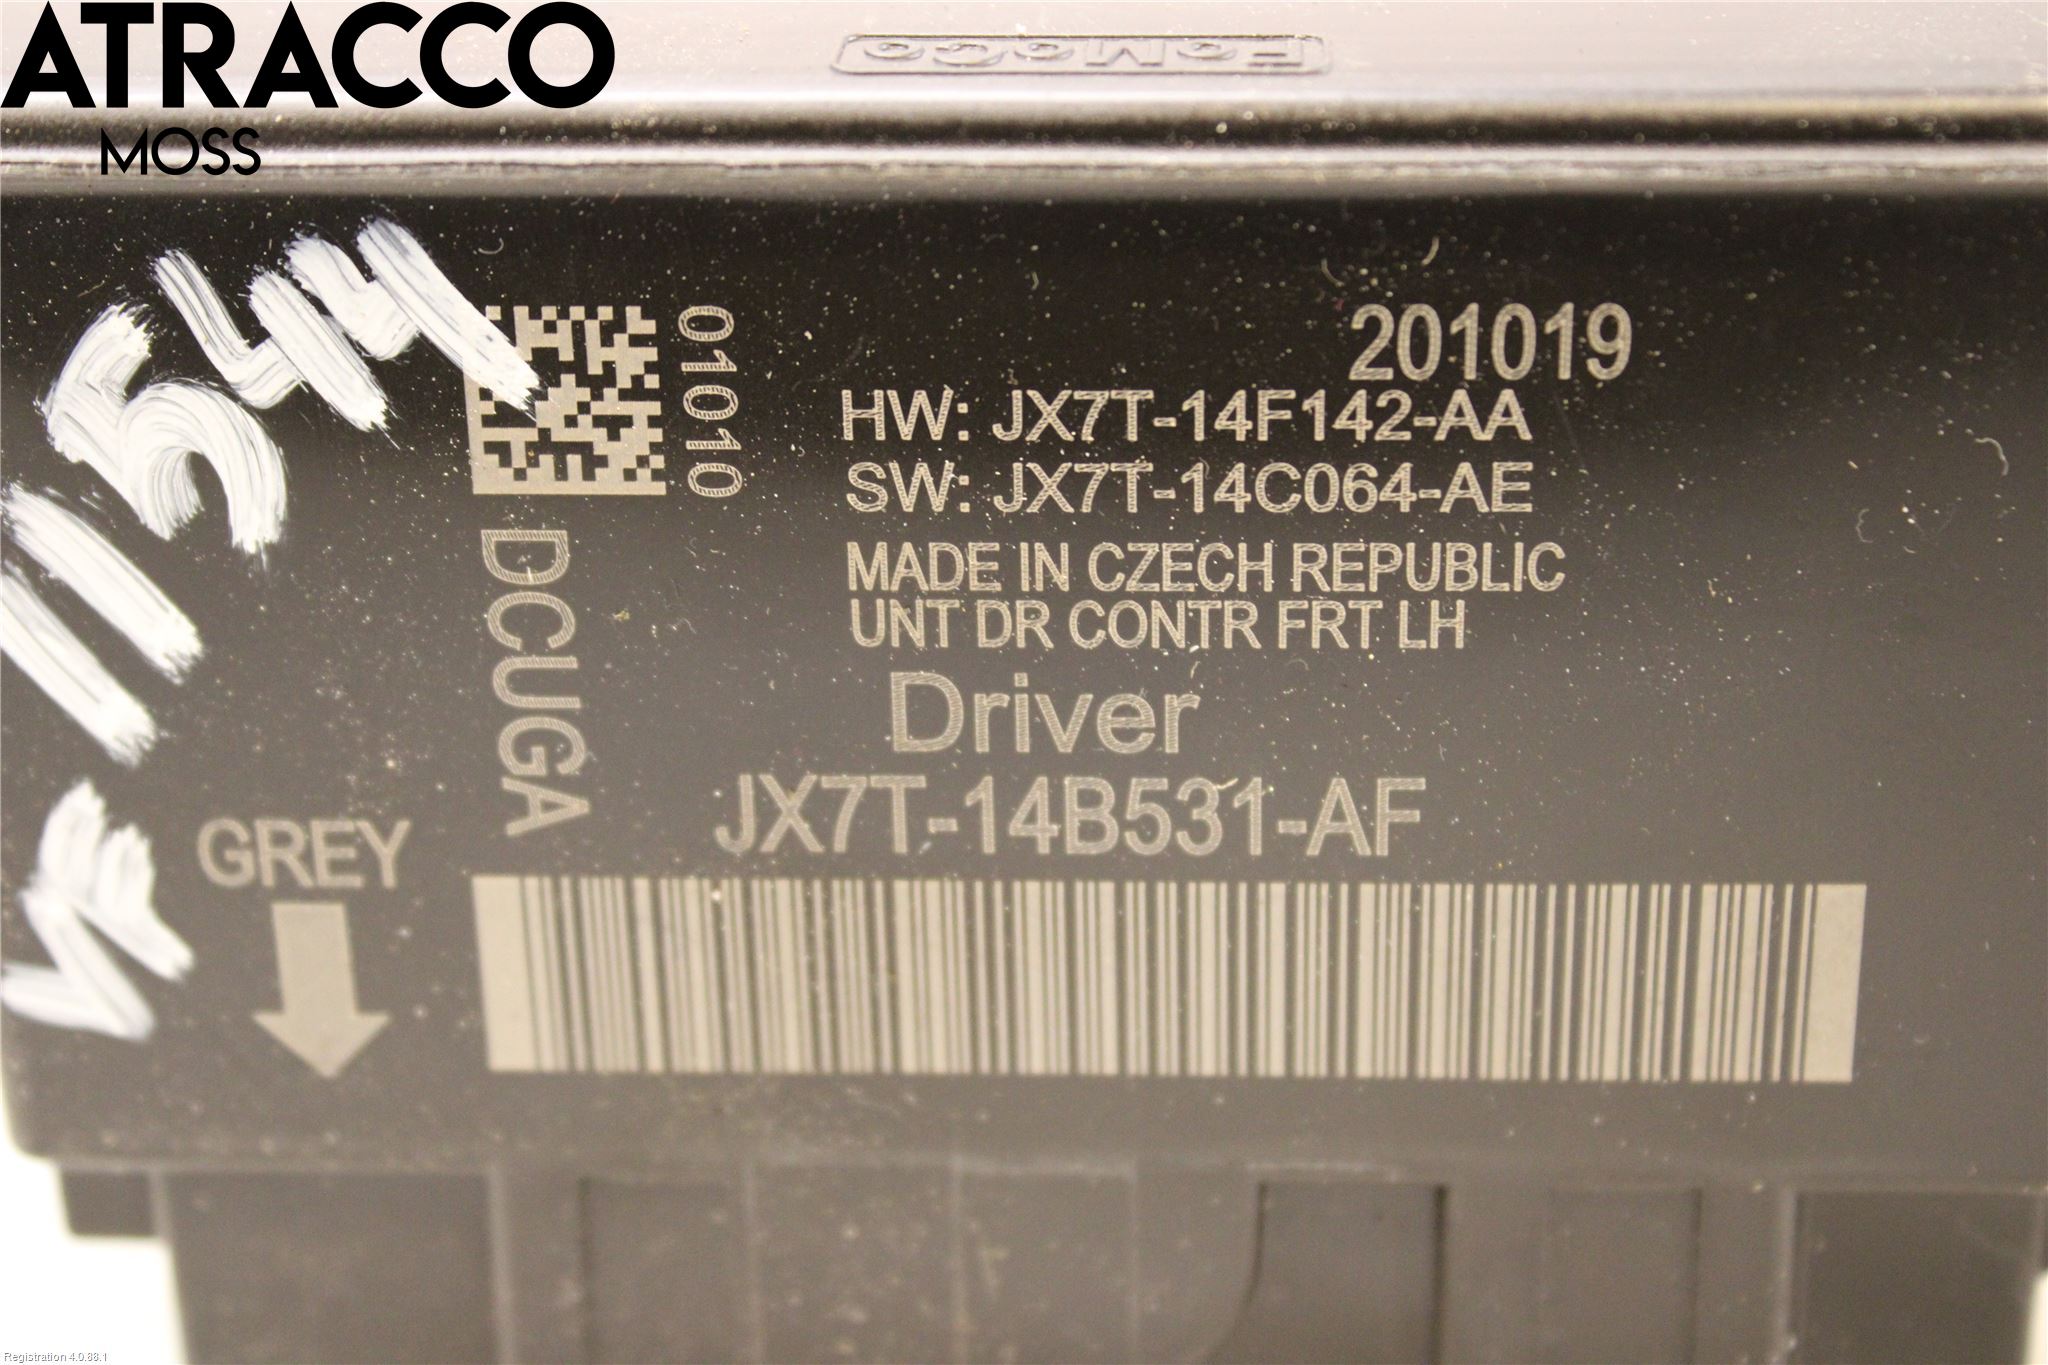 ATRACCO
MOSS
FoMoCo
201019
01010
HW: JX7T-14F142-AA
SW: JX7T-14C064-AE
DCUGA
MADE IN CZECH REPUBLIC
UNT DR CONTR FRT LH
Driver
JX7T-14B531-AF
GREY
Registration 4.0.88.1